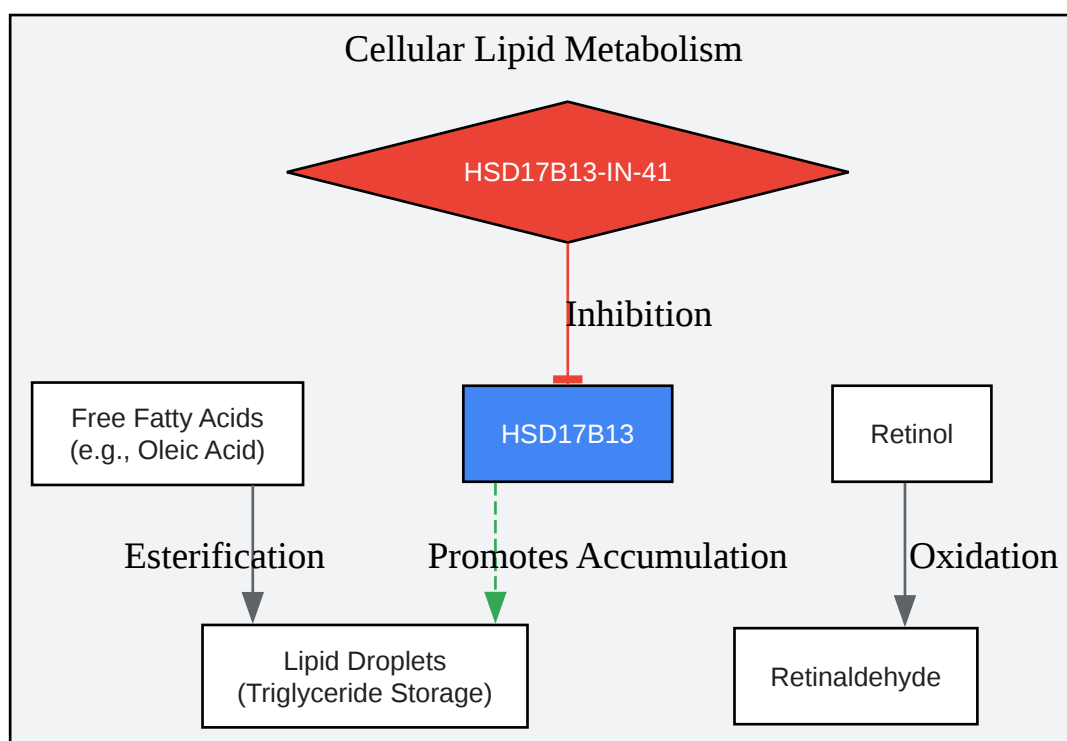 Cellular Lipid Metabolism
HSD17B13-IN-41
Inhibition
Free Fatty Acids
(e.g., Oleic Acid)
HSD17B13
Retinol
Esterification
Promotes Accumulation
Oxidation
Lipid Droplets
(Triglyceride Storage)
Retinaldehyde